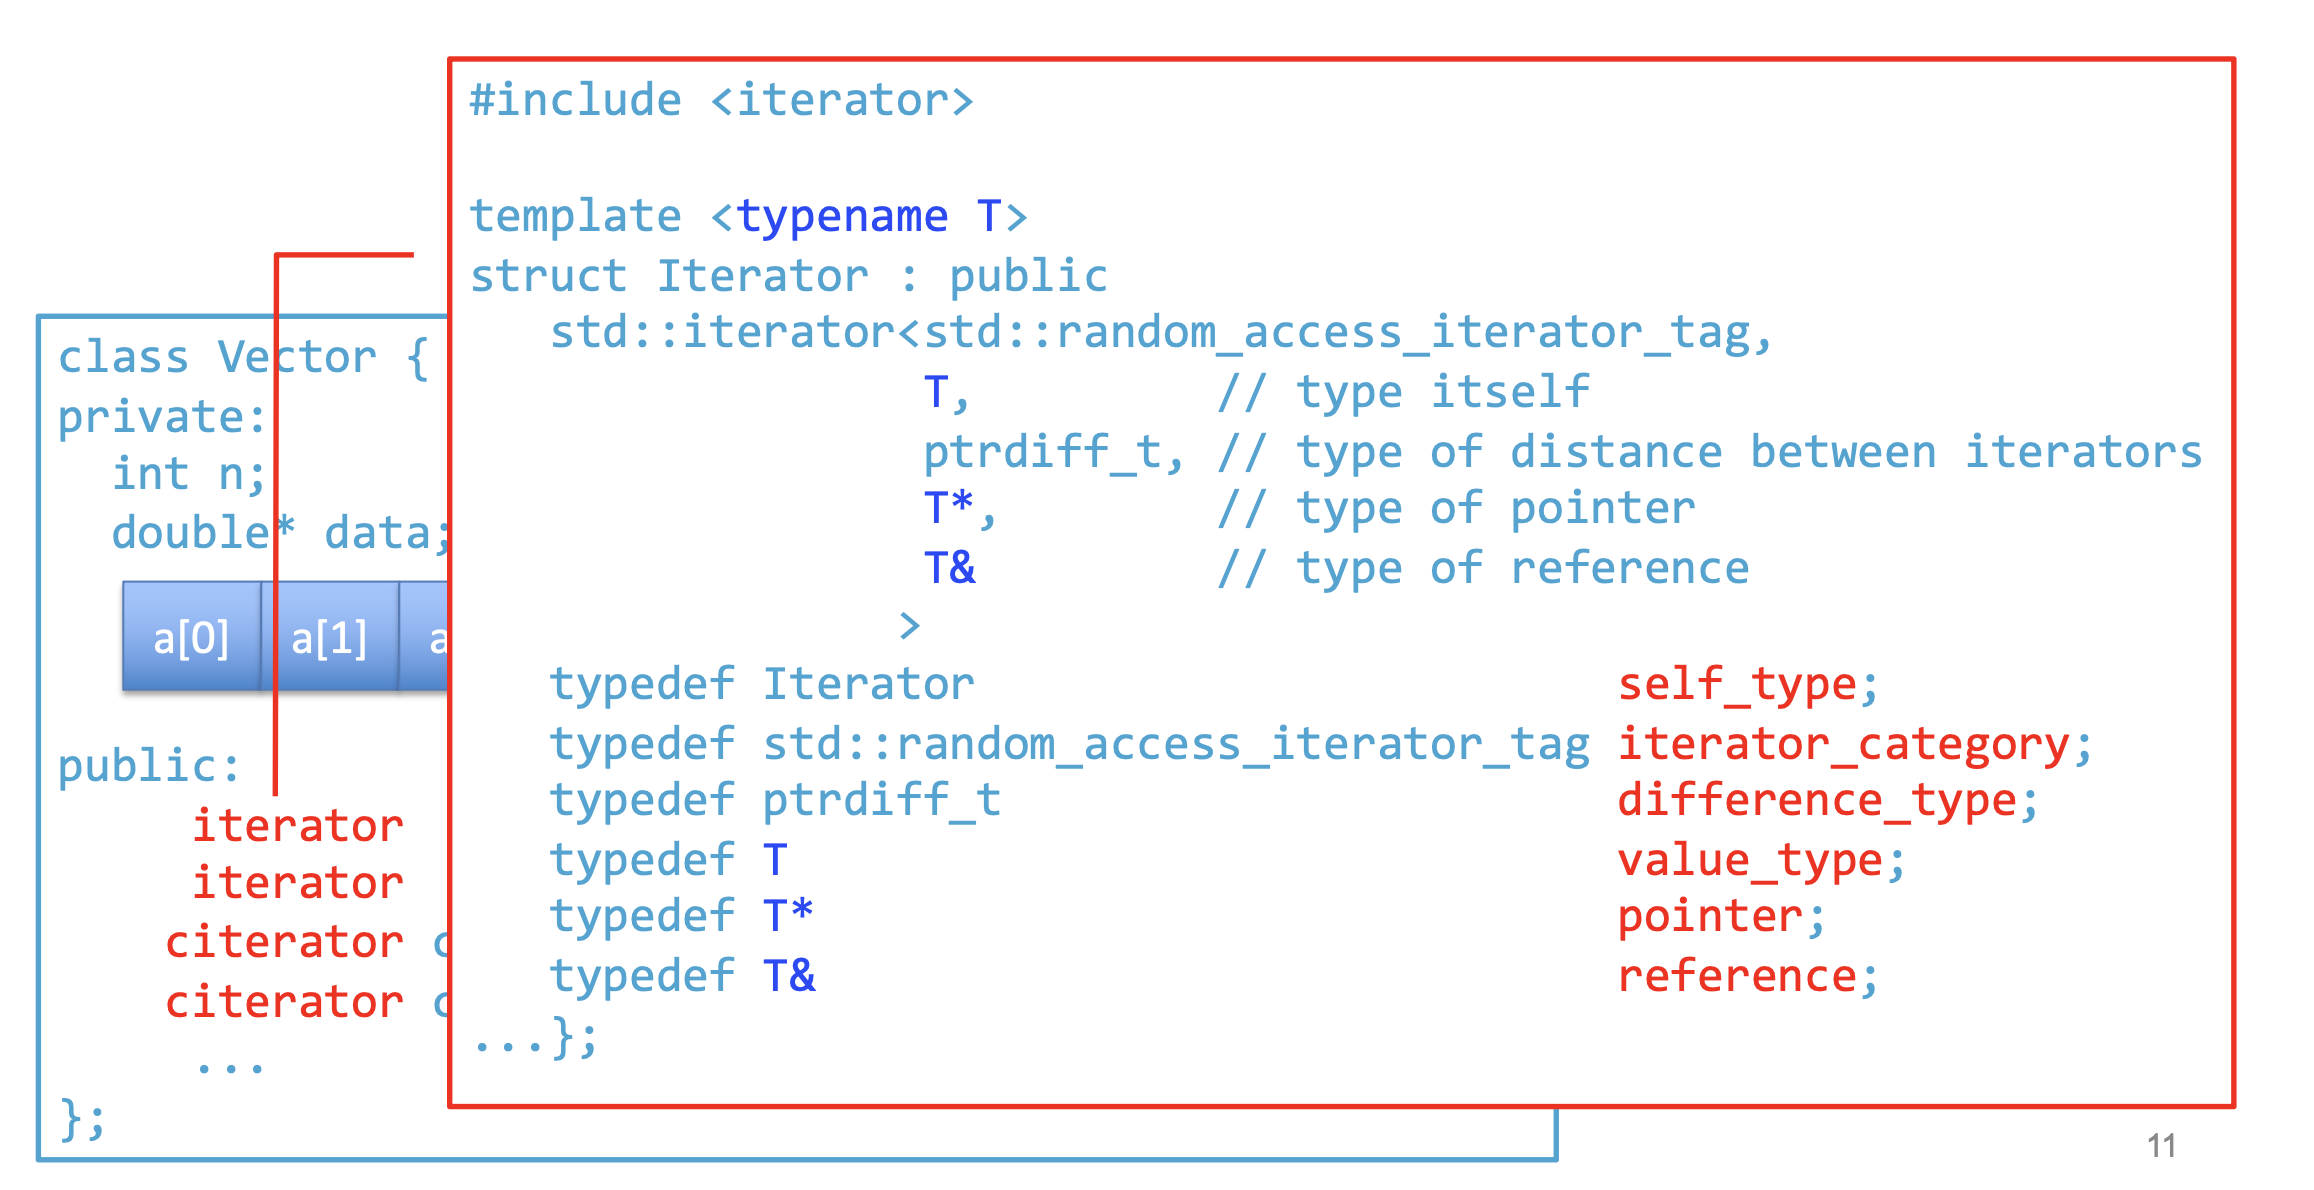 #include <iterator>
template <typename T>
struct Iterator : public
std::iterator<std::random_access_iterator_tag,
T, // type itself
ptrdiff_t, // type of distance between iterators
T*, // type of pointer
T& // type of reference
>
typedef Iterator self_type;
typedef std::random_access_iterator_tag iterator_category;
typedef ptrdiff_t difference_type;
typedef T value_type;
typedef T* pointer;
typedef T& reference;
...};
class Vector {
private:
int n;
double* data;
a[0] a[1] a
public:
iterator
iterator
citerator c
citerator c
...
};
11